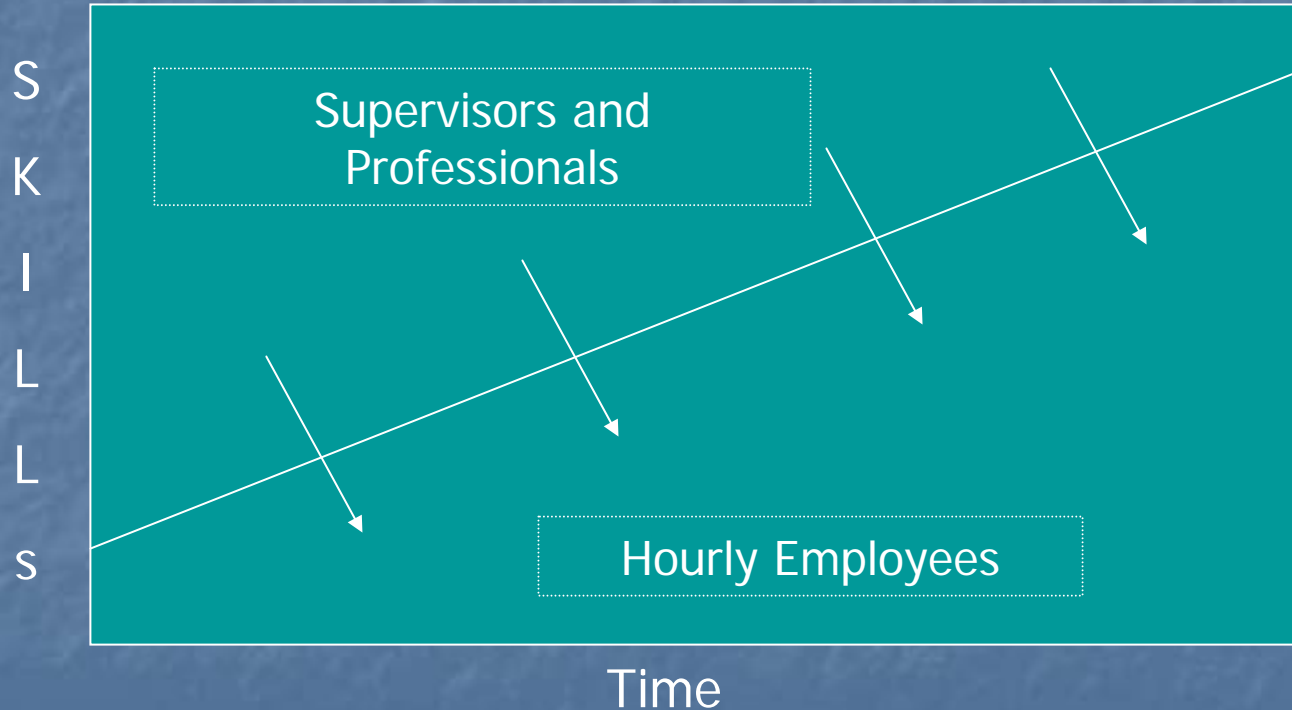 S
K
I
L
L
s
Supervisors and
Professionals
Hourly Employees
Time